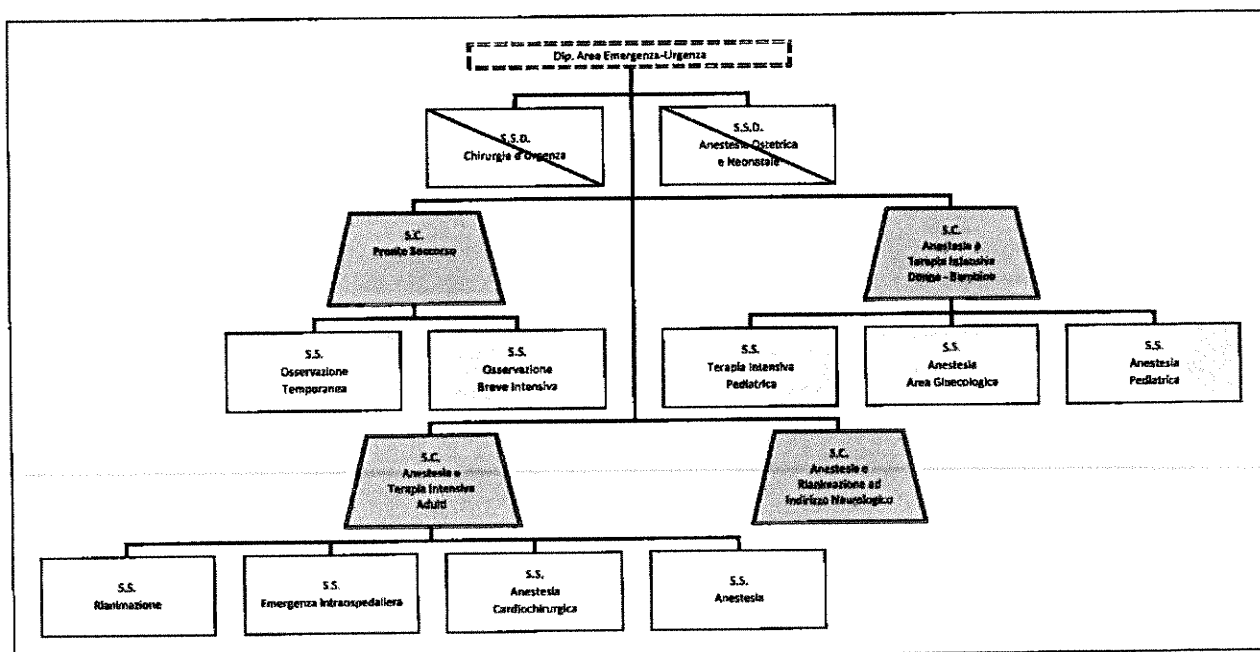 Dip. Area Emergenza-Urgenza
S.S.D.
Chirurgia d'Urgenza
S.S.D.
Anestesia Ostetrica
e Neonatale
S.C.
Pronto Soccorso
S.C.
Anestesia e
Terapia Intensiva
Donna - Bambino
S.S.
Osservazione
Temporanea
S.S.
Osservazione
Breve Intensiva
S.S.
Terapia Intensiva
Pediatrica
S.S.
Anestesia
Area Ginecologica
S.S.
Anestesia
Pediatrica
S.C.
Anestesia e
Terapia Intensiva
Adulti
S.C.
Anestesia e
Rianimazione ad
Indirizzo Neurologico
S.S.
Rianimazione
S.S.
Emergenza Intraospedaliera
S.S.
Anestesia
Cardiochirurgica
S.S.
Anestesia